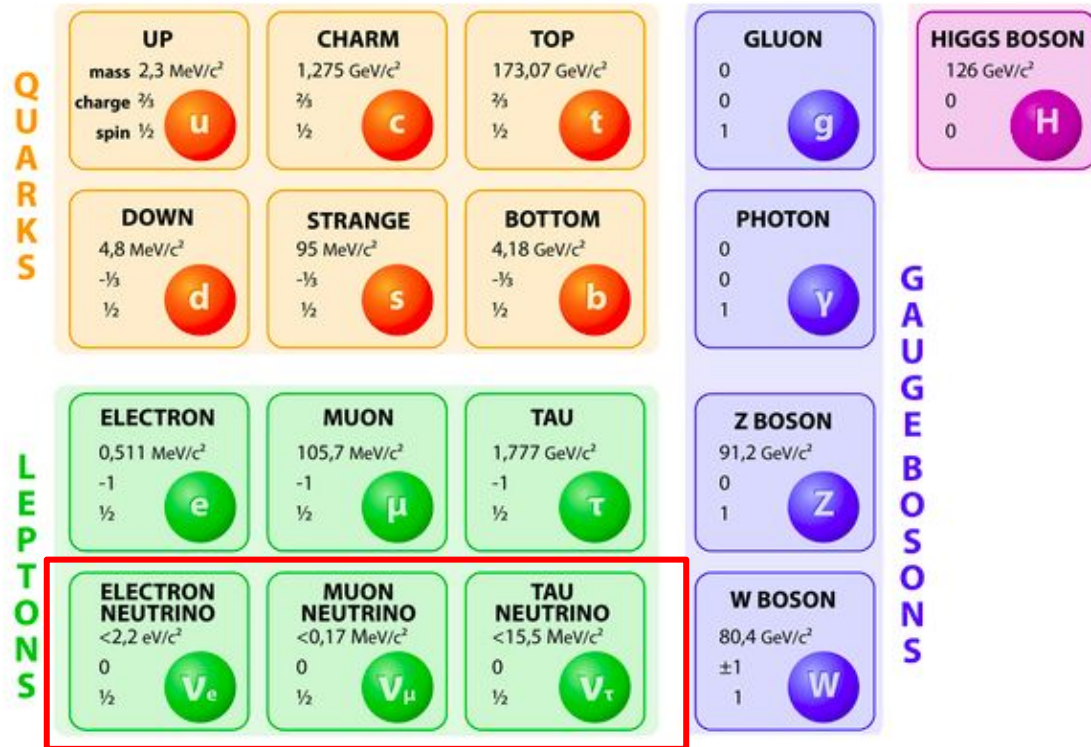 QUARKS
UP
mass 2,3 MeV/c²
charge ⅔
spin ½
u
CHARM
1,275 GeV/c²
⅔
½
c
TOP
173,07 GeV/c²
⅔
½
t
GLUON
0
0
1
g
HIGGS BOSON
126 GeV/c²
0
0
H
DOWN
4,8 MeV/c²
-⅓
½
d
STRANGE
95 MeV/c²
-⅓
½
s
BOTTOM
4,18 GeV/c²
-⅓
½
b
PHOTON
0
0
1
γ
GAUGE BOSONS
LEPTONS
ELECTRON
0,511 MeV/c²
-1
½
e
MUON
105,7 MeV/c²
-1
½
μ
TAU
1,777 GeV/c²
-1
½
τ
Z BOSON
91,2 GeV/c²
0
1
Z
ELECTRON
NEUTRINO
<2,2 eV/c²
0
½
νe
MUON
NEUTRINO
<0,17 MeV/c²
0
½
νμ
TAU
NEUTRINO
<15,5 MeV/c²
0
½
ντ
W BOSON
80,4 GeV/c²
±1
1
W